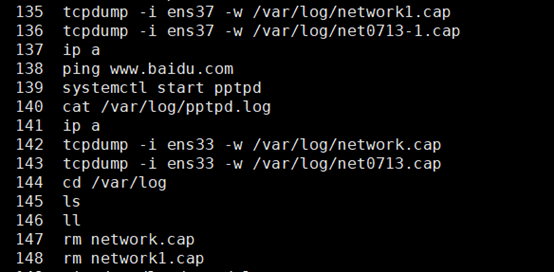 135 tcpdump -i ens37 -w /var/log/network1.cap
136 tcpdump -i ens37 -w /var/log/net0713-1.cap
137 ip a
138 ping www.baidu.com
139 systemctl start pptpd
140 cat /var/log/pptpd.log
141 ip a
142 tcpdump -i ens33 -w /var/log/network.cap
143 tcpdump -i ens33 -w /var/log/net0713.cap
144 cd /var/log
145 ls
146 ll
147 rm network.cap
148 rm network1.cap